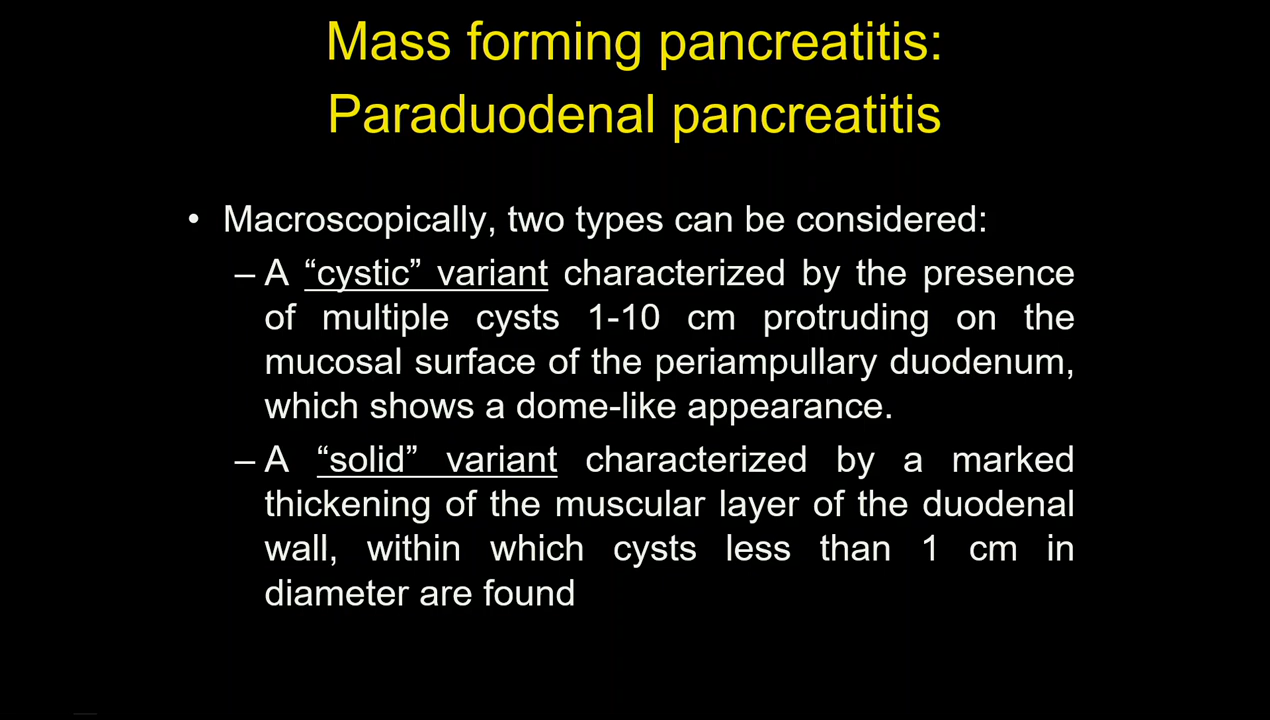 Mass forming pancreatitis:
Paraduodenal pancreatitis
• Macroscopically, two types can be considered:
– A “cystic” variant characterized by the presence
of multiple cysts 1-10 cm protruding on the
mucosal surface of the periampullary duodenum,
which shows a dome-like appearance.
– A “solid” variant characterized by a marked
thickening of the muscular layer of the duodenal
wall, within which cysts less than 1 cm in
diameter are found